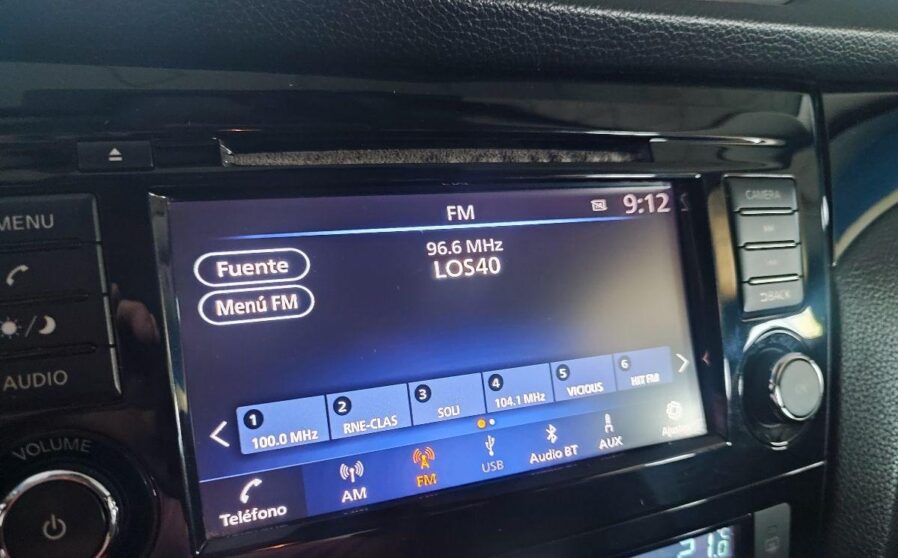 MENU
AUDIO
VOLUME
FM
9:12
96.6 MHz
LOS40
Fuente
Menú FM
1
100.0 MHz
2
RNE-CLAS
3
SOLI
4
104.1 MHz
5
VICIOUS
6
HIT FM
Teléfono
AM
FM
USB
Audio BT
AUX
Ajustes
CAMERA
BACK